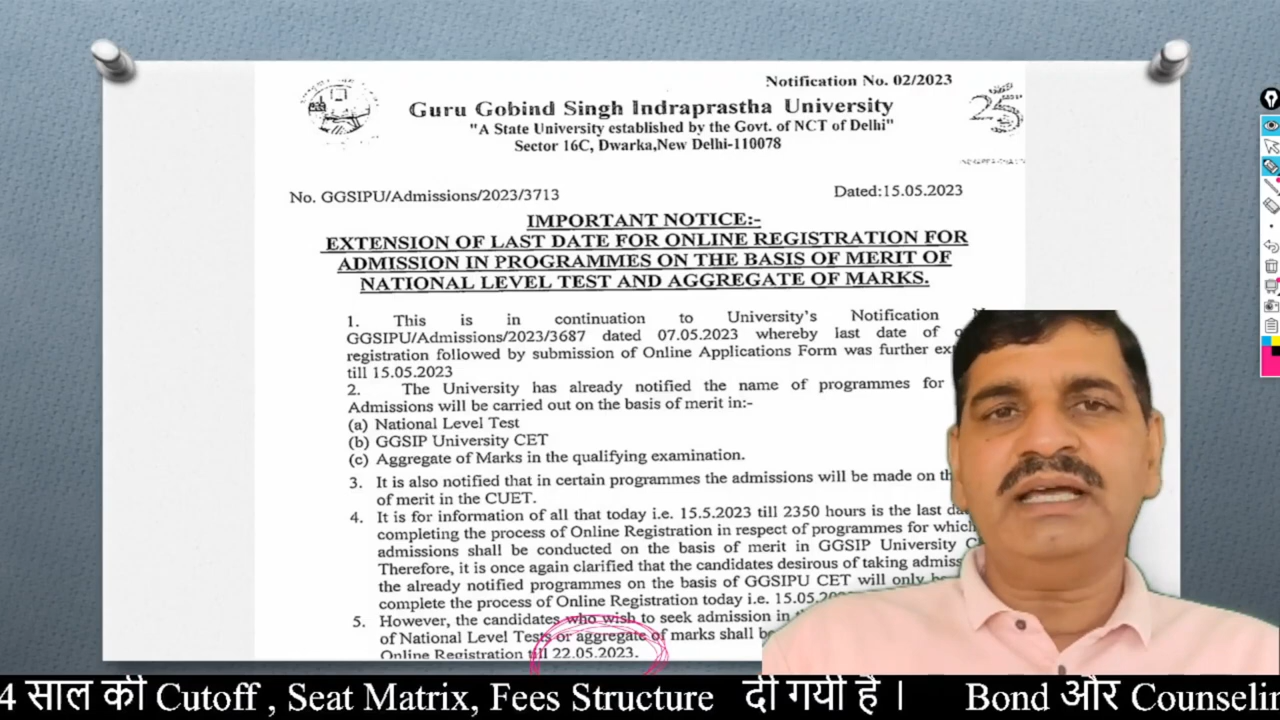 Notification No. 02/2023
Guru Gobind Singh Indraprastha University
"A State University established by the Govt. of NCT of Delhi"
Sector 16C, Dwarka,New Delhi-110078
25
No. GGSIPU/Admissions/2023/3713
Dated:15.05.2023
IMPORTANT NOTICE:-
EXTENSION OF LAST DATE FOR ONLINE REGISTRATION FOR
ADMISSION IN PROGRAMMES ON THE BASIS OF MERIT OF
NATIONAL LEVEL TEST AND AGGREGATE OF MARKS.
1. This is in continuation to University's Notification
GGSIPU/Admissions/2023/3687 dated 07.05.2023 whereby last date of
registration followed by submission of Online Applications Form was further
till 15.05.2023
2. The University has already notified the name of programmes for
Admissions will be carried out on the basis of merit in:-
(a) National Level Test
(b) GGSIP University CET
(c) Aggregate of Marks in the qualifying examination.
3. It is also notified that in certain programmes the admissions will be made on
of merit in the CUET.
4. It is for information of all that today i.e. 15.5.2023 till 2350 hours is the last
completing the process of Online Registration in respect of programmes for which
admissions shall be conducted on the basis of merit in GGSIP University
Therefore, it is once again clarified that the candidates desirous of taking
the already notified programmes on the basis of GGSIPU CET will only
complete the process of Online Registration today i.e.
5. However, the candidates who wish to seek admission in
of National Level Tests or aggregate of marks shall
Online Registration till 22.05.2023.
4 साल की Cutoff , Seat Matrix, Fees Structure दी गयी है । Bond और